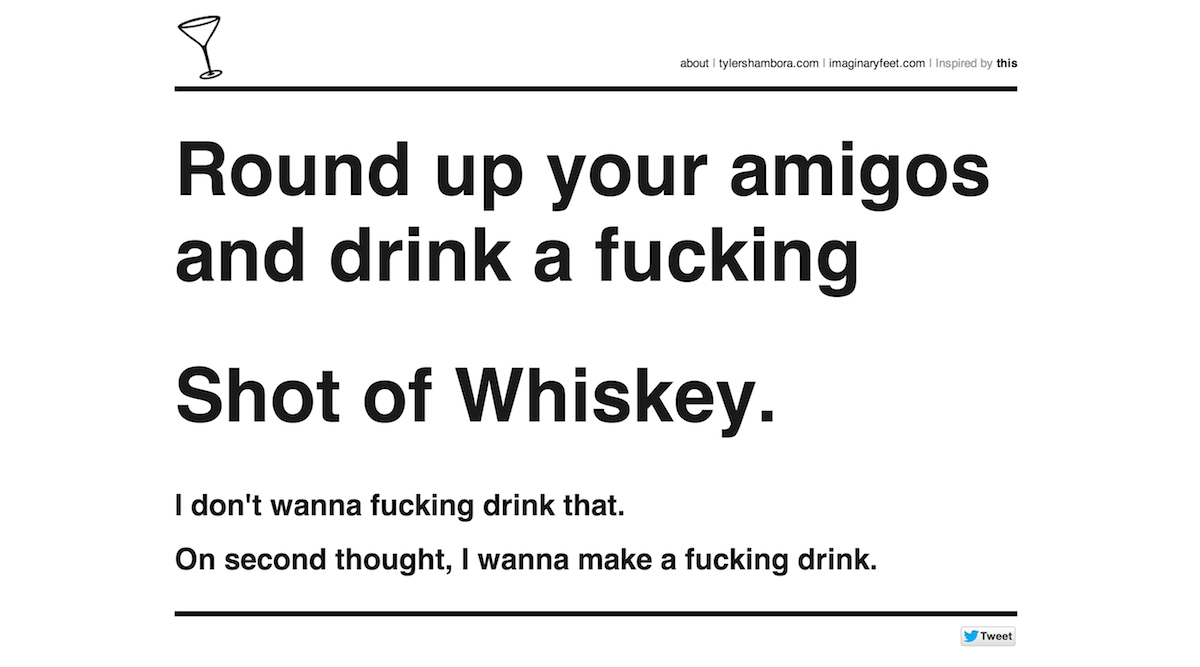 about | tylershambora.com | imaginaryfeet.com | Inspired by this
Round up your amigos
and drink a fucking
Shot of Whiskey.
I don't wanna fucking drink that.
On second thought, I wanna make a fucking drink.
Tweet